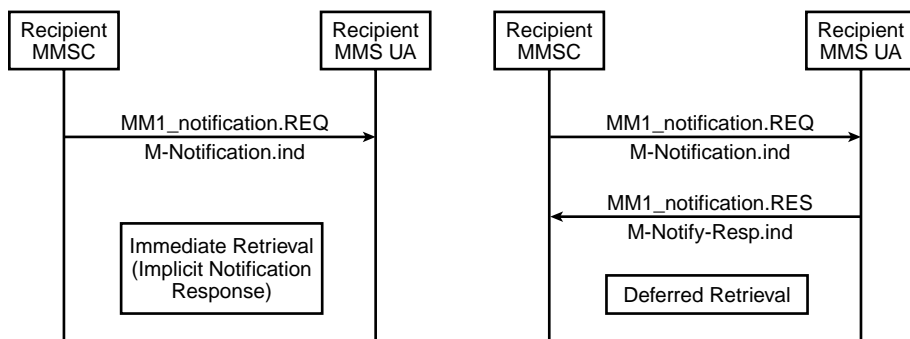 Recipient
MMSC
Recipient
MMS UA
MM1_notification.REQ
M-Notification.ind
Immediate Retrieval
(Implicit Notification
Response)
Recipient
MMSC
Recipient
MMS UA
MM1_notification.REQ
M-Notification.ind
MM1_notification.RES
M-Notify-Resp.ind
Deferred Retrieval